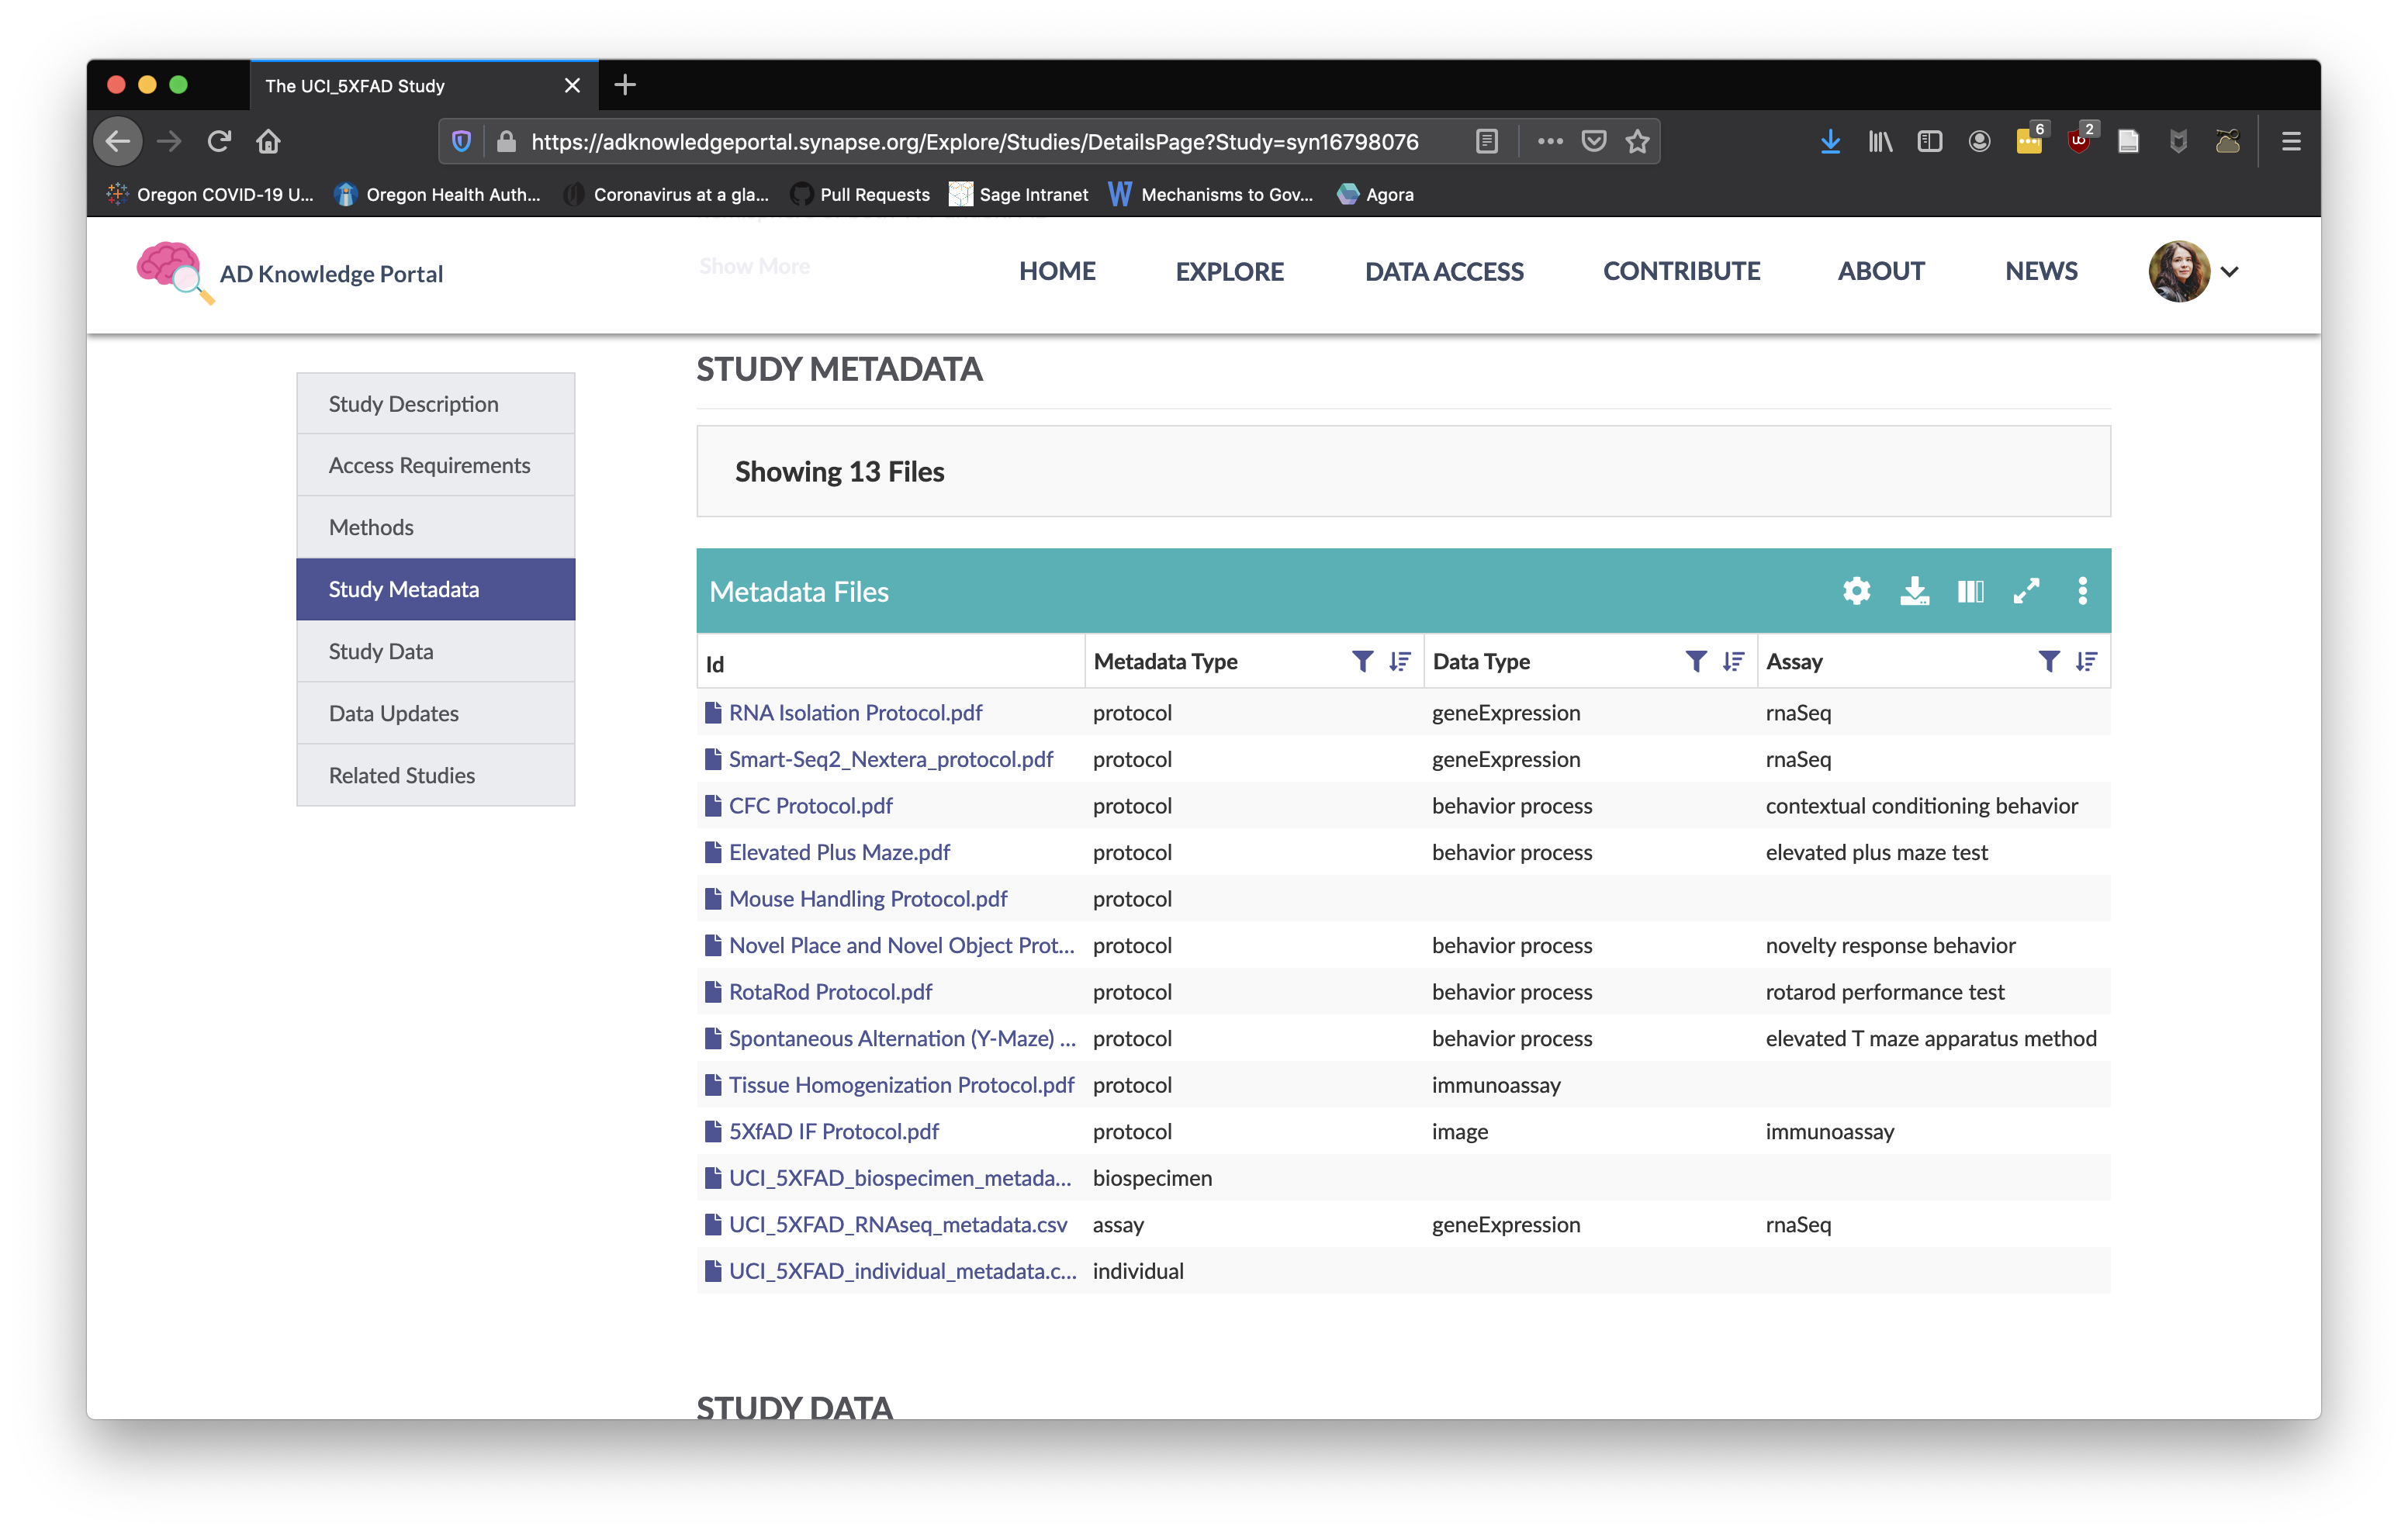 The UCI_5XFAD Study
https://adknowledgeportal.synapse.org/Explore/Studies/DetailsPage?Study=syn16798076
6
2
Oregon COVID-19 U... Oregon Health Auth... Coronavirus at a gla... Pull Requests Sage Intranet Mechanisms to Gov... Agora
AD Knowledge Portal
Show More
HOME EXPLORE DATA ACCESS CONTRIBUTE ABOUT NEWS
Study Description
Access Requirements
Methods
Study Metadata
Study Data
Data Updates
Related Studies
STUDY METADATA
Showing 13 Files
Metadata Files
Id Metadata Type Data Type Assay
RNA Isolation Protocol.pdf protocol geneExpression rnaSeq
Smart-Seq2_Nextera_protocol.pdf protocol geneExpression rnaSeq
CFC Protocol.pdf protocol behavior process contextual conditioning behavior
Elevated Plus Maze.pdf protocol behavior process elevated plus maze test
Mouse Handling Protocol.pdf protocol
Novel Place and Novel Object Prot... protocol behavior process novelty response behavior
RotaRod Protocol.pdf protocol behavior process rotarod performance test
Spontaneous Alternation (Y-Maze) ... protocol behavior process elevated T maze apparatus method
Tissue Homogenization Protocol.pdf protocol immunoassay
5XfAD IF Protocol.pdf protocol image immunoassay
UCI_5XFAD_biospecimen_metada... biospecimen
UCI_5XFAD_RNAseq_metadata.csv assay geneExpression rnaSeq
UCI_5XFAD_individual_metadata.c... individual
STUDY DATA